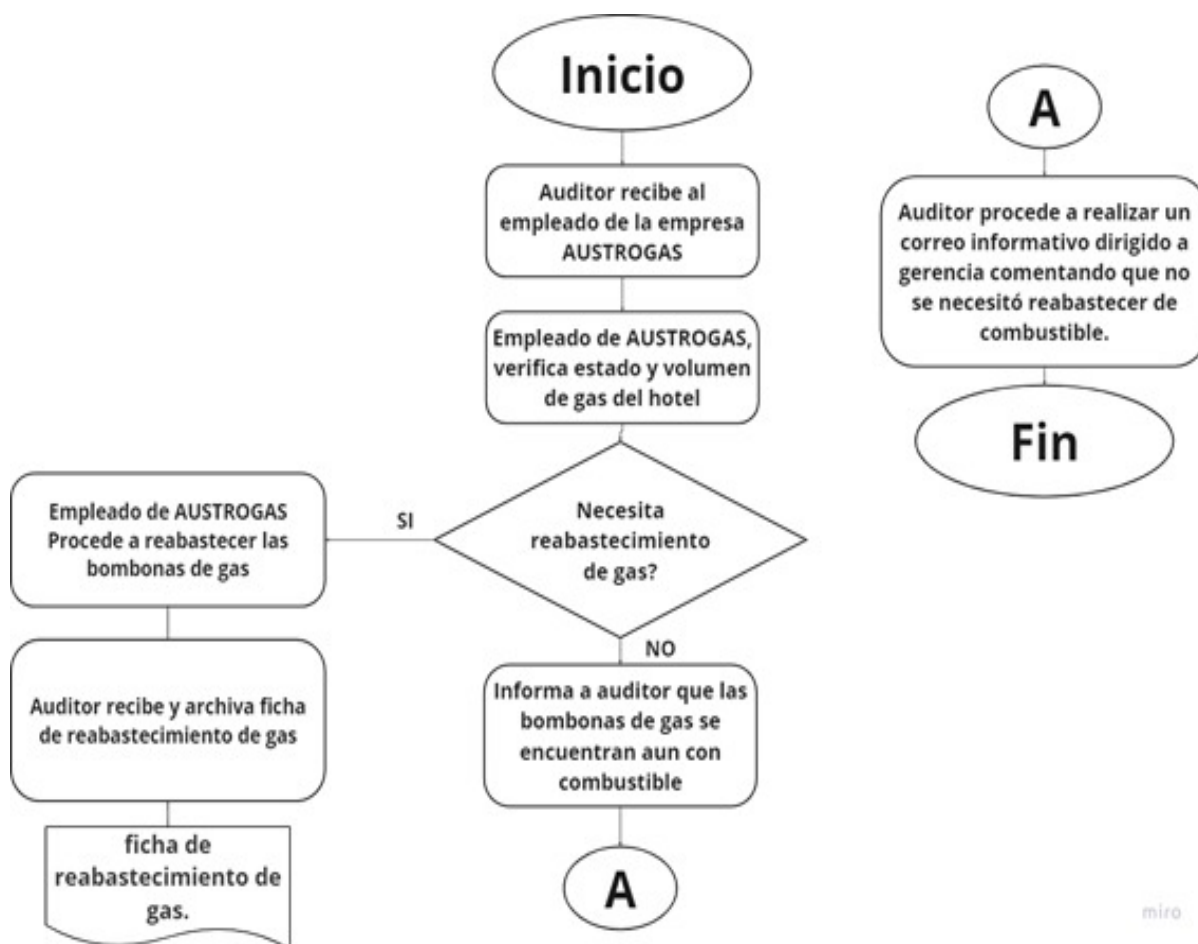 Inicio
Auditor recibe al
empleado de la empresa
AUSTROGAS
Empleado de AUSTROGAS,
verifica estado y volumen
de gas del hotel
Necesita
reabastecimiento
de gas?
SI
Empleado de AUSTROGAS
Procede a reabastecer las
bombonas de gas
Auditor recibe y archiva ficha
de reabastecimiento de gas
ficha de
reabastecimiento de
gas.
NO
Informa a auditor que las
bombonas de gas se
encuentran aun con
combustible
A
A
Auditor procede a realizar un
correo informativo dirigido a
gerencia comentando que no
se necesitó reabastecer de
combustible.
Fin
miro